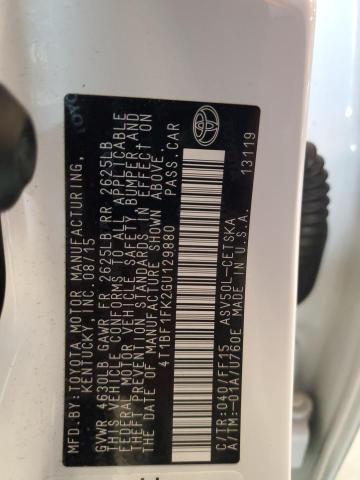 MFD.BY:TOYOTA MOTOR MANUFACTURING,
KENTUCKY, INC. 08/15
GVWR 4630LB GAWR FR 2625LB RR 2625LB
THIS VEHICLE CONFORMS TO ALL APPLICABLE
FEDERAL MOTOR VEHICLE SAFETY, BUMPER, AND
THEFT PREVENTION STANDARDS IN EFFECT ON
THE DATE OF MANUFACTURE SHOWN ABOVE.
4T1BF1FK2GU129880 PASS.CAR
C/TR:040/FF15 ASV50L-CETSKA
A/TM:-01A/U760E MADE IN U.S.A.
13119